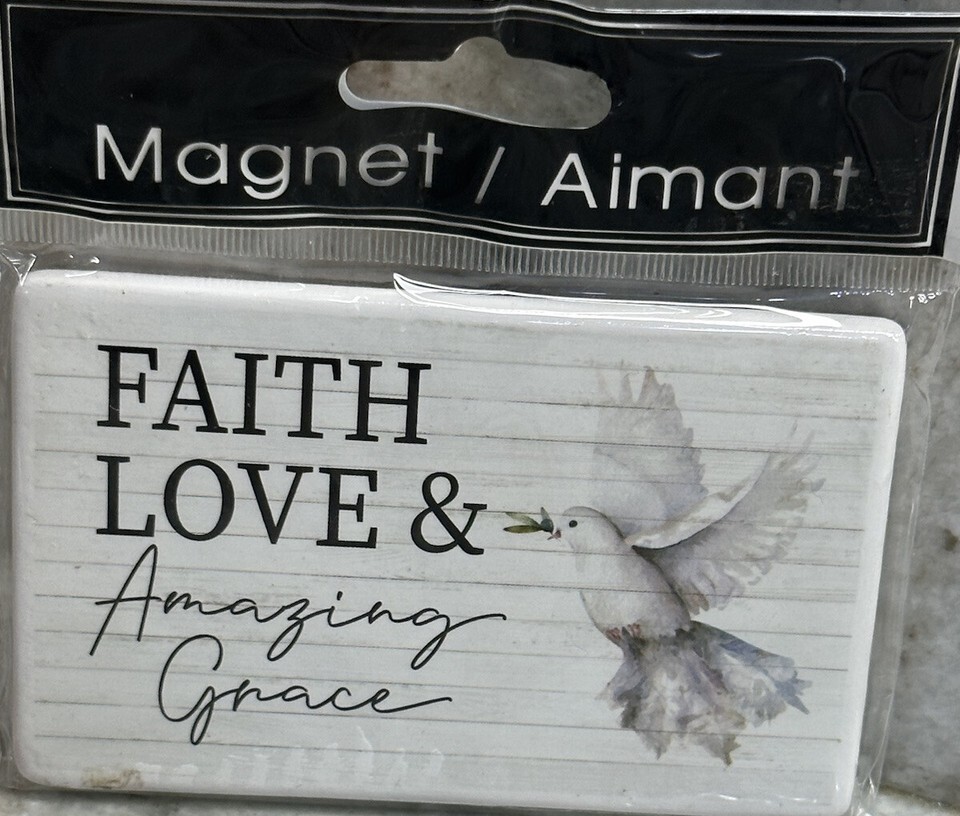 Magnet / Aimant
FAITH
LOVE &
Amazing
Grace